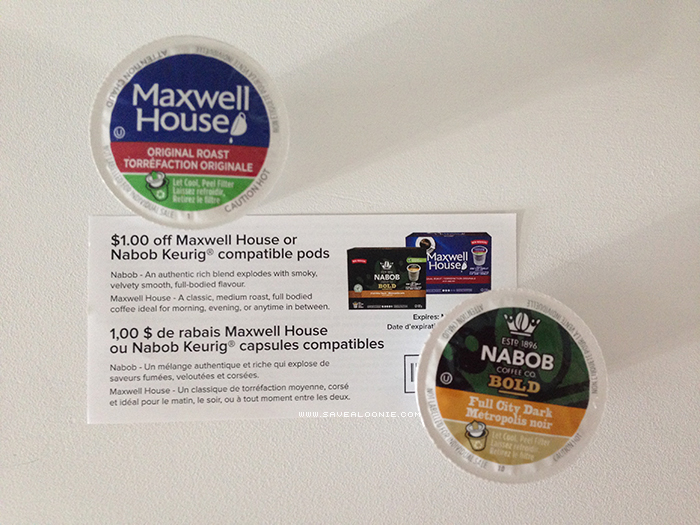 ATTENTION CHAUD
Maxwell
House
ORIGINAL ROAST
TORRÉFACTION ORIGINALE
Let Cool, Peel Filter
Laissez refroidir,
Retirez le filtre
CAUTION HOT
$1.00 off Maxwell House or
Nabob Keurig® compatible pods
Nabob - An authentic rich blend explodes with smoky,
velvety smooth, full-bodied flavour.
Maxwell House - A classic, medium roast, full bodied
coffee ideal for morning, evening, or anytime in between.
NABOB
BOLD
Maxwell
House
Expires:
Date d'expirati
1,00 $ de rabais Maxwell House
ou Nabob Keurig® capsules compatibles
Nabob - Un mélange authentique et riche qui explose de
saveurs fumées, veloutées et corsées.
Maxwell House - Un classique de torréfaction moyenne, corsé
et idéal pour le matin, le soir, ou à tout moment entre les deux.
WWW.SAVEALOONIE.COM
ESTD 1896
NABOB
COFFEE CO.
BOLD
Full City Dark
Metropolis noir
Let Cool, Peel Filter
Laissez refroidir,
Retirez le filtre
CAUTION HOT